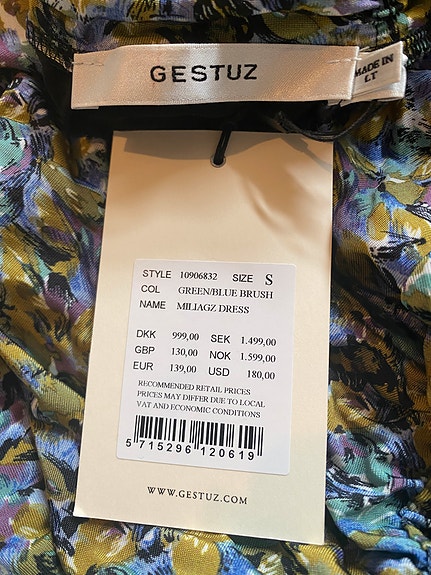 GESTUZ
MADE IN
LT
STYLE 10906832 SIZE S
COL GREEN/BLUE BRUSH
NAME MILIAGZ DRESS
DKK 999,00 SEK 1.499,00
GBP 130,00 NOK 1.599,00
EUR 139,00 USD 180,00
RECOMMENDED RETAIL PRICES
PRICES MAY DIFFER DUE TO LOCAL
VAT AND ECONOMIC CONDITIONS
5 715296 120619
WWW.GESTUZ.COM